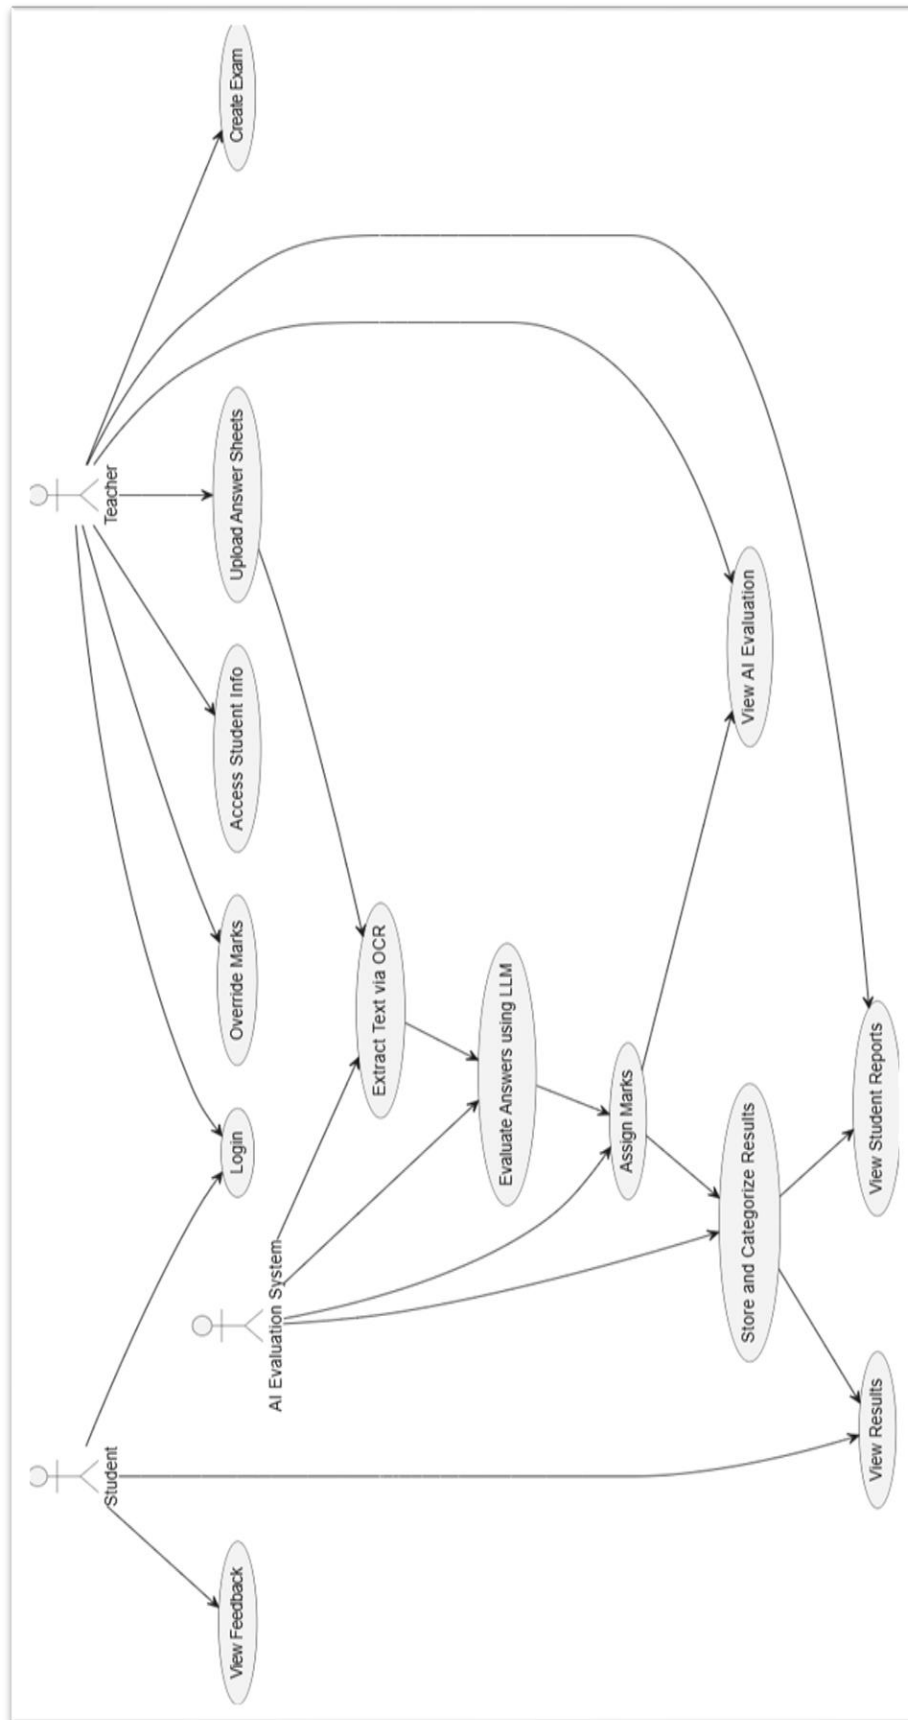 Student
Teacher
View Feedback
Login
Override Marks
Access Student Info
Upload Answer Sheets
Create Exam
AI Evaluation System
Extract Text via OCR
Evaluate Answers using LLM
Assign Marks
Store and Categorize Results
View AI Evaluation
View Results
View Student Reports